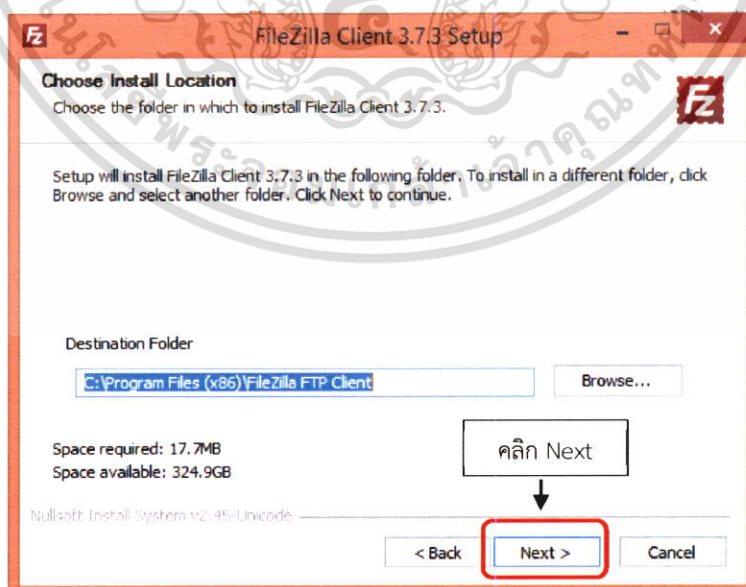 FileZilla Client 3.7.3 Setup
Choose Install Location
Choose the folder in which to install FileZilla Client 3.7.3.
Setup will install FileZilla Client 3.7.3 in the following folder. To install in a different folder, click
Browse and select another folder. Click Next to continue.
Destination Folder
C:\Program Files (x86)\FileZilla FTP Client
Browse...
Space required: 17.7MB
Space available: 324.9GB
คลิก Next
Nullsoft Install System v2.45-Unicode
< Back
Next >
Cancel